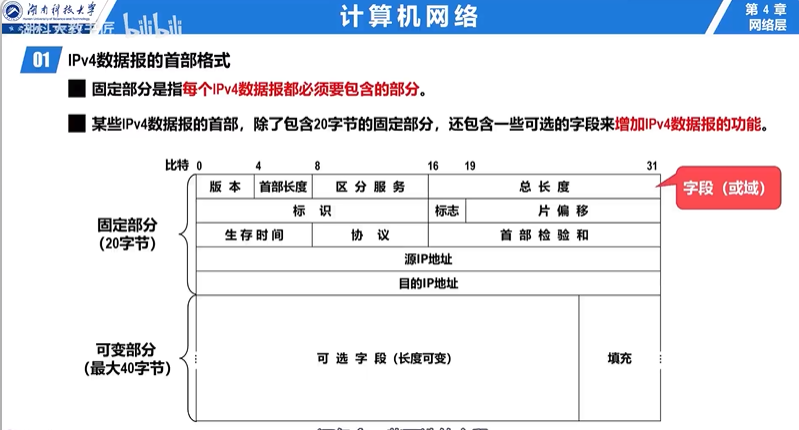 湖南科技大学
计算机网络
第 4 章
网络层
湖科大教书匠 bilibili
01 IPv4数据报的首部格式
固定部分是指每个IPv4数据报都必须要包含的部分。
某些IPv4数据报的首部，除了包含20字节的固定部分，还包含一些可选的字段来增加IPv4数据报的功能。
比特 0 4 8 16 19 31
版 本 首部长度 区 分 服 务 总 长 度
字段（或域）
标 识 标志 片 偏 移
固定部分
（20字节）
生 存 时 间 协 议 首 部 检 验 和
源IP地址
目的IP地址
可变部分
（最大40字节）
可 选 字 段（长度可变） 填充